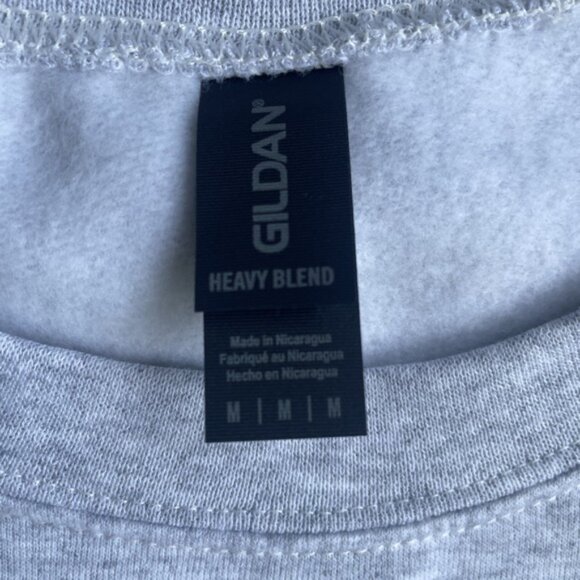 GILDAN®
HEAVY BLEND
Made in Nicaragua
Fabriqué au Nicaragua
Hecho en Nicaragua
M | M | M